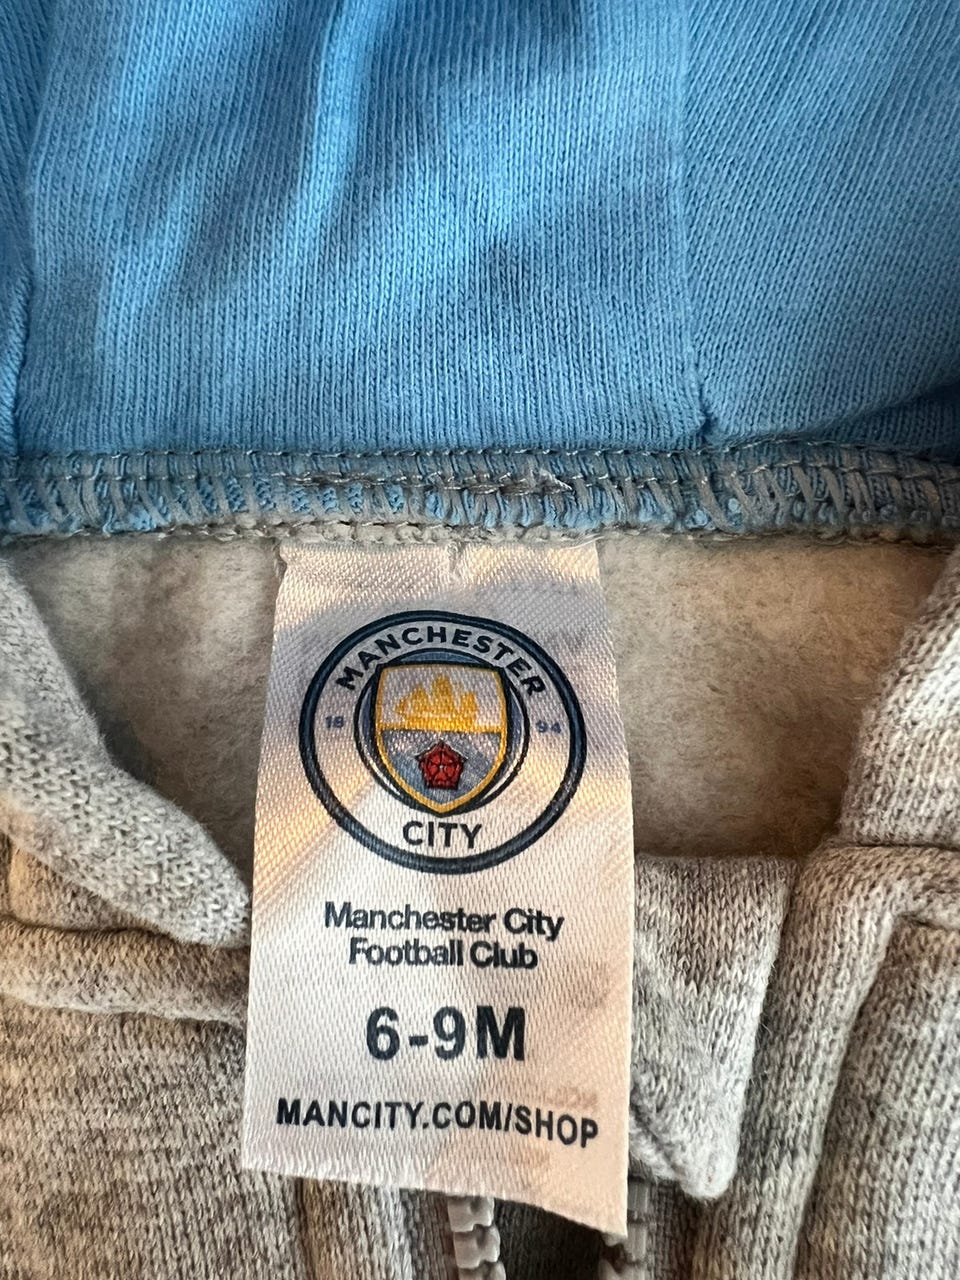 MANCHESTER
18 94
CITY
Manchester City
Football Club
6-9M
MANCITY.COM/SHOP